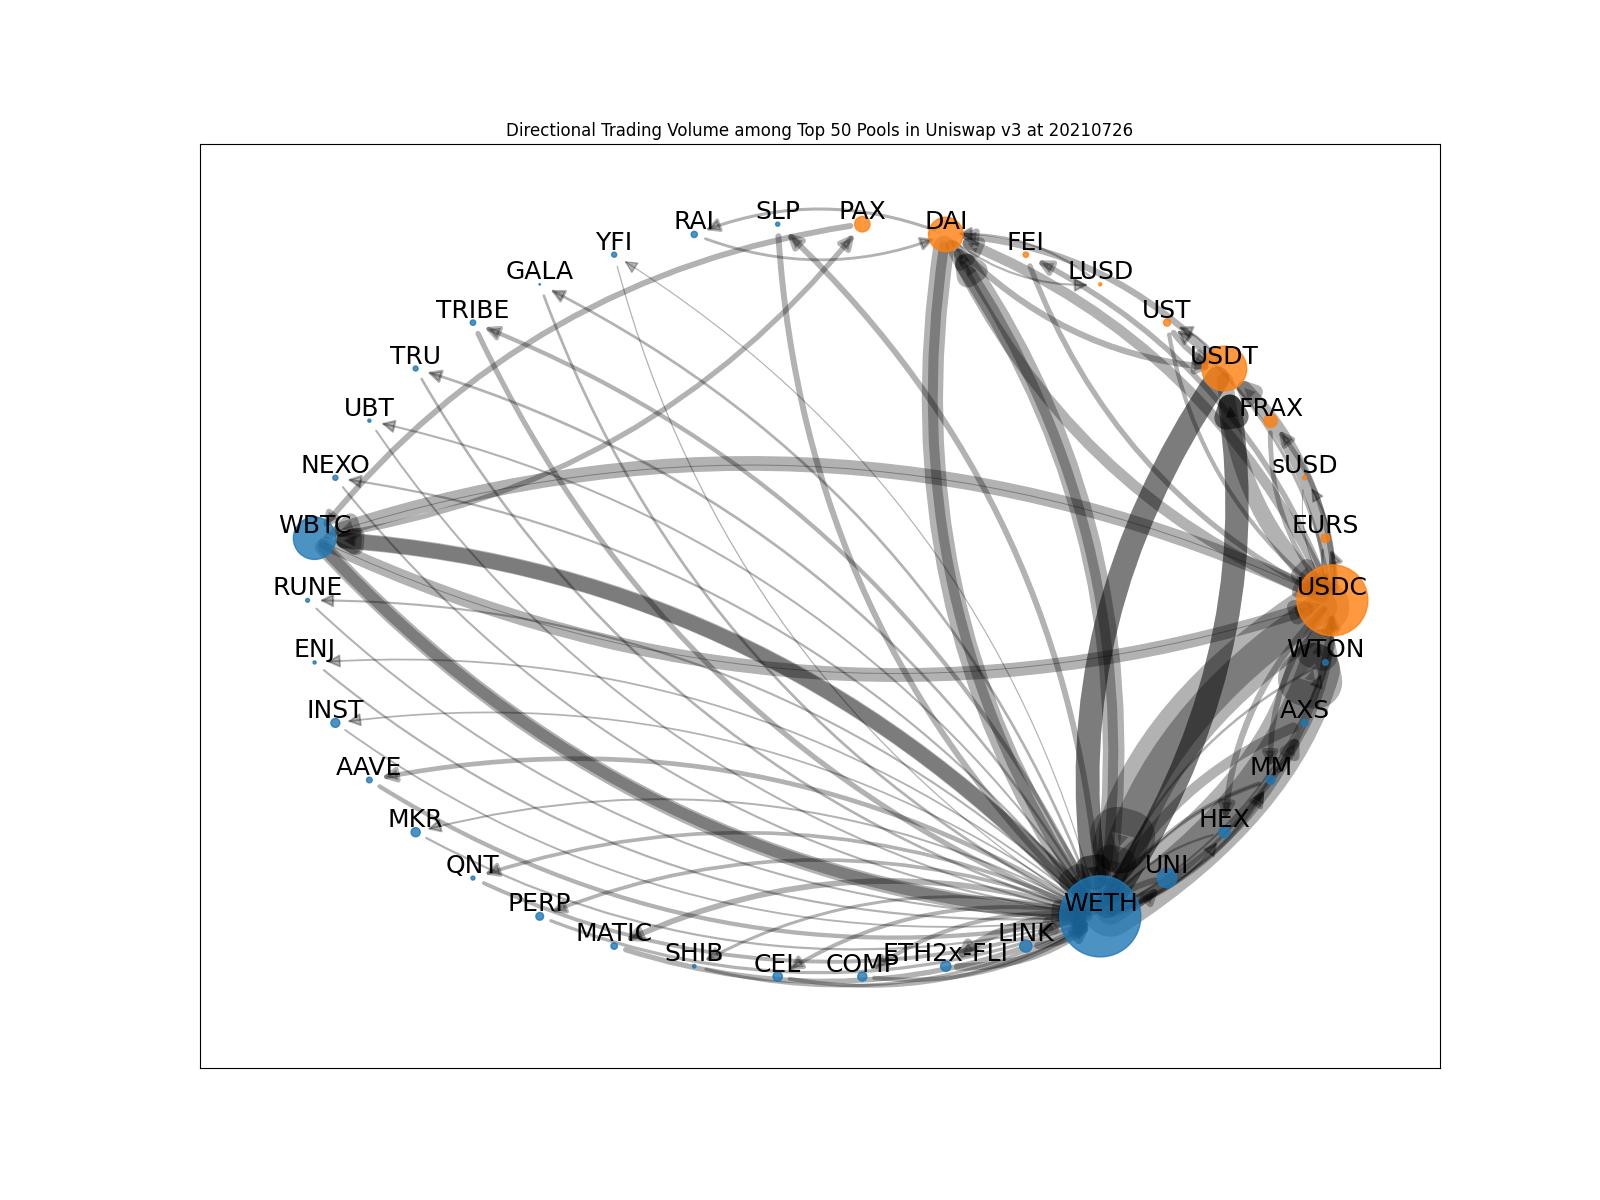 Directional Trading Volume among Top 50 Pools in Uniswap v3 at 20210726
SLP
PAX
RAI
DAI
YFI
FEI
GALA
LUSD
TRIBE
UST
TRU
USDT
UBT
FRAX
NEXO
sUSD
WBTC
EURS
RUNE
USDC
ENJ
WTON
INST
AXS
AAVE
MM
MKR
HEX
QNT
UNI
PERP
WETH
MATIC
LINK
SHIB
ETH2x-FLI
CEL
COMP